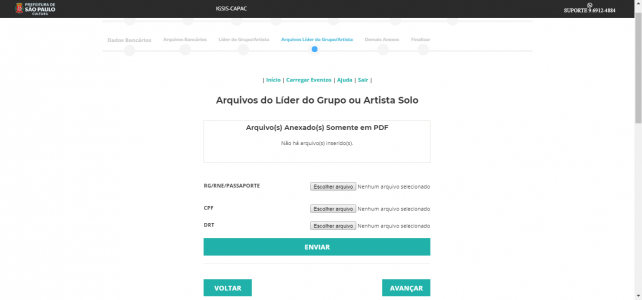 PREFEITURA DE
SÃO PAULO
CULTURA
IGSIS-CAPAC
SUPORTE 9.6912-4884
Dados Bancários Arquivos Bancários Líder do Grupo/Artista Arquivos Líder do Grupo/Artista Demais Anexos Finalizar
| Início | Carregar Eventos | Ajuda | Sair |
Arquivos do Líder do Grupo ou Artista Solo
Arquivo(s) Anexado(s) Somente em PDF
Não há arquivo(s) inserido(s).
RG/RNE/PASSAPORTE Escolher arquivo Nenhum arquivo selecionado
CPF Escolher arquivo Nenhum arquivo selecionado
DRT Escolher arquivo Nenhum arquivo selecionado
ENVIAR
VOLTAR AVANÇAR